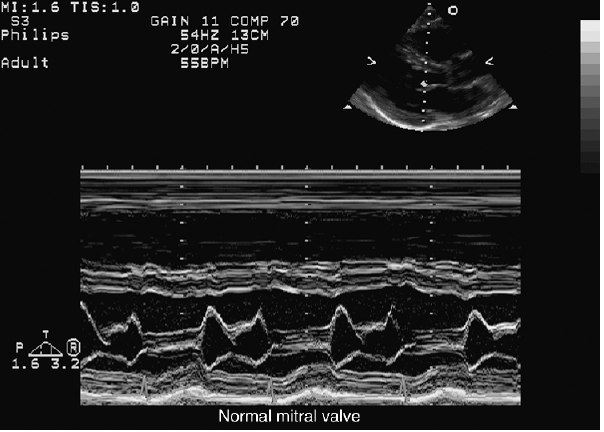 MI:1.6 TIS:1.0
S3 GAIN 11 COMP 70
Philips 54HZ 13CM
2/0/A/H5
Adult 55BPM
T
P R
1.6 3.2
Normal mitral valve